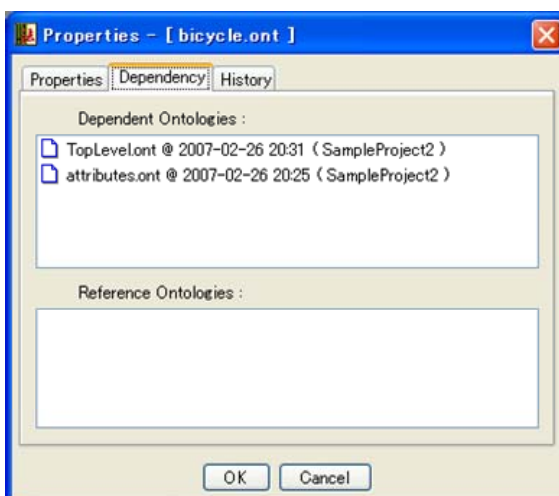 Properties - [ bicycle.ont ]
Properties Dependency History
Dependent Ontologies :
TopLevel.ont @ 2007-02-26 20:31 ( SampleProject2 )
attributes.ont @ 2007-02-26 20:25 ( SampleProject2 )
Reference Ontologies :
OK Cancel